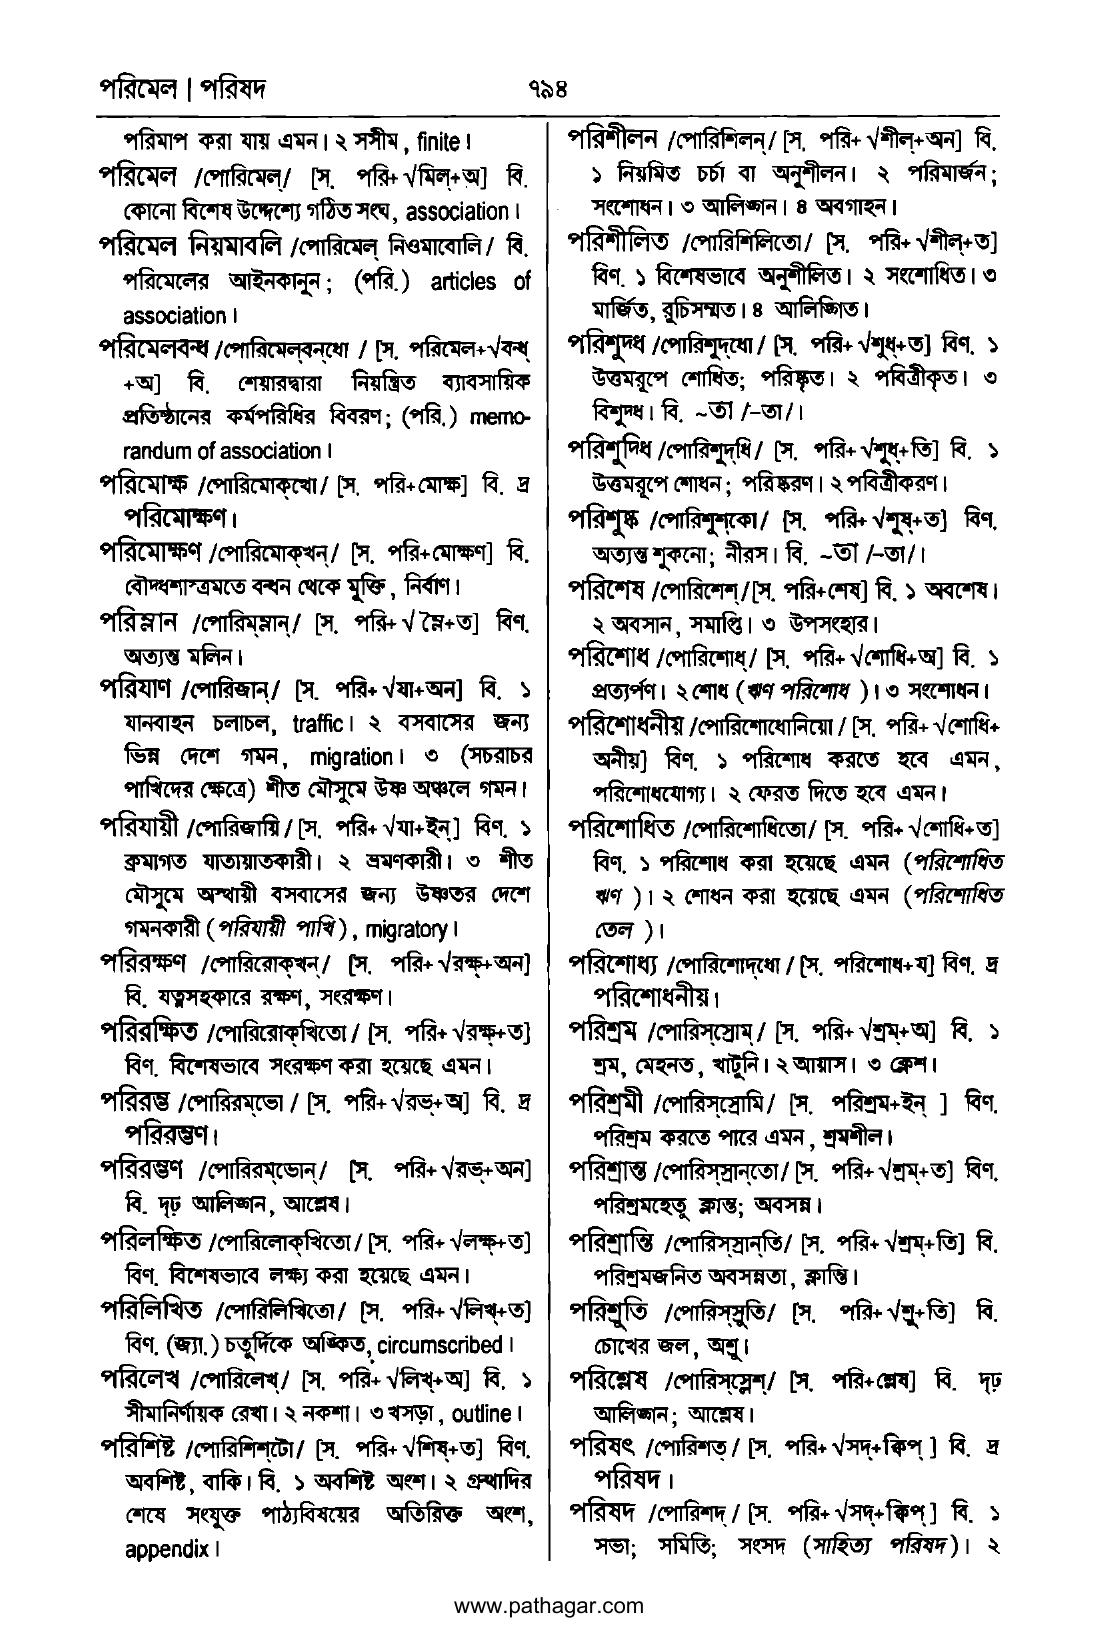 পরিমেল | পরিষদ
৭৯৪
পরিমাপ করা যায় এমন। ২ সসীম, finite।
পরিমেল /পোরিমেল্/ [স. পরি+√মিল্+অ] বি.
কোনো বিশেষ উদ্দেশ্যে গঠিত সংঘ, association।
পরিমেল নিয়মাবলি /পোরিমেল্ নিওমাবোলি/ বি.
পরিমেলের আইনকানুন; (পরি.) articles of
association।
পরিমেলবন্ধ /পোরিমেল্‌বন্‌ধো / [স. পরিমেল+√বন্ধ্
+অ] বি. শেয়ারদ্বারা নিয়ন্ত্রিত ব্যাবসায়িক
প্রতিষ্ঠানের কর্মপরিধির বিবরণ; (পরি.) memo-
randum of association।
পরিমোক্ষ /পোরিমোক্‌খো/ [স. পরি+মোক্ষ] বি. দ্র
পরিমোক্ষণ।
পরিমোক্ষণ /পোরিমোক্‌খন্/ [স. পরি+মোক্ষণ] বি.
বৌদ্ধশাস্ত্রমতে বন্ধন থেকে মুক্তি, নির্বাণ।
পরিম্লান /পোরিম্‌ম্লান্/ [স. পরি+√ম্লৈ+ত] বিণ.
অত্যন্ত মলিন।
পরিযাণ /পোরিজান্/ [স. পরি+√যা+অন] বি. ১
যানবাহন চলাচল, traffic। ২ বসবাসের জন্য
ভিন্ন দেশে গমন, migration। ৩ (সচরাচর
পাখিদের ক্ষেত্রে) শীত মৌসুমে উষ্ণ অঞ্চলে গমন।
পরিযায়ী /পোরিজায়ি/ [স. পরি+√যা+ইন্] বিণ. ১
ক্রমাগত যাতায়াতকারী। ২ ভ্রমণকারী। ৩ শীত
মৌসুমে অস্থায়ী বসবাসের জন্য উষ্ণতর দেশে
গমনকারী (পরিযায়ী পাখি), migratory।
পরিরক্ষণ /পোরিরোক্‌খন্/ [স. পরি+√রক্ষ্+অন]
বি. যত্নসহকারে রক্ষণ, সংরক্ষণ।
পরিরক্ষিত /পোরিরোক্‌খিতো/ [স. পরি+√রক্ষ্+ত]
বিণ. বিশেষভাবে সংরক্ষণ করা হয়েছে এমন।
পরিরম্ভ /পোরিরম্‌ভো/ [স. পরি+√রভ্+অ] বি. দ্র
পরিরম্ভণ।
পরিরম্ভণ /পোরিরম্‌ভোন্/ [স. পরি+√রভ্+অন]
বি. দৃঢ় আলিঙ্গন, আশ্লেষ।
পরিলক্ষিত /পোরিলোক্‌খিতো/ [স. পরি+√লক্ষ্+ত]
বিণ. বিশেষভাবে লক্ষ্য করা হয়েছে এমন।
পরিলিখিত /পোরিলিখিতো/ [স. পরি+√লিখ্+ত]
বিণ. (জ্যা.) চতুর্দিকে অঙ্কিত, circumscribed।
পরিলেখ /পোরিলেখ্/ [স. পরি+√লিখ্+অ] বি. ১
সীমানির্ণায়ক রেখা। ২ নকশা। ৩ খসড়া, outline।
পরিশিষ্ট /পোরিশিশ্‌টো/ [স. পরি+√শিষ্+ত] বিণ.
অবশিষ্ট, বাকি। বি. ১ অবশিষ্ট অংশ। ২ গ্রন্থাদির
শেষে সংযুক্ত পাঠ্যবিষয়ের অতিরিক্ত অংশ,
appendix।
পরিশীলন /পোরিশিলন্/ [স. পরি+√শীল্+অন] বি.
১ নিয়মিত চর্চা বা অনুশীলন। ২ পরিমার্জন;
সংশোধন। ৩ আলিঙ্গন। ৪ অবগাহন।
পরিশীলিত /পোরিশিলিতো/ [স. পরি+√শীল্+ত]
বিণ. ১ বিশেষভাবে অনুশীলিত। ২ সংশোধিত। ৩
মার্জিত, রুচিসম্মত। ৪ আলিঙ্গিত।
পরিশুদ্ধ /পোরিশুদ্‌ধো/ [স. পরি+√শুধ্+ত] বিণ. ১
উত্তমরূপে শোধিত; পরিষ্কৃত। ২ পবিত্রীকৃত। ৩
বিশুদ্ধ। বি. ~তা /–তা/।
পরিশুদ্ধি /পোরিশুদ্‌ধি/ [স. পরি+√শুধ্+তি] বি. ১
উত্তমরূপে শোধন; পরিষ্করণ। ২ পবিত্রীকরণ।
পরিশুষ্ক /পোরিশুশ্‌কো/ [স. পরি+√শুষ্+ত] বিণ.
অত্যন্ত শুকনো; নীরস। বি. ~তা /–তা/।
পরিশেষ /পোরিশেশ্/[স. পরি+শেষ] বি. ১ অবশেষ।
২ অবসান, সমাপ্তি। ৩ উপসংহার।
পরিশোধ /পোরিশোধ্/ [স. পরি+√শোধি+অ] বি. ১
প্রত্যর্পণ। ২ শোধ (ঋণ পরিশোধ)। ৩ সংশোধন।
পরিশোধনীয় /পোরিশোধোনিয়ো/ [স. পরি+√শোধি+
অনীয়] বিণ. ১ পরিশোধ করতে হবে এমন,
পরিশোধযোগ্য। ২ ফেরত দিতে হবে এমন।
পরিশোধিত /পোরিশোধিতো/ [স. পরি+√শোধি+ত]
বিণ. ১ পরিশোধ করা হয়েছে এমন (পরিশোধিত
ঋণ )। ২ শোধন করা হয়েছে এমন (পরিশোধিত
তেল )।
পরিশোধ্য /পোরিশোদ্‌ধো/ [স. পরিশোধ+য] বিণ. দ্র
পরিশোধনীয়।
পরিশ্রম /পোরিস্‌স্রোম্/ [স. পরি+√শ্রম্+অ] বি. ১
শ্রম, মেহনত, খাটুনি। ২ আয়াস। ৩ ক্লেশ।
পরিশ্রমী /পোরিস্‌স্রোমি/ [স. পরিশ্রম+ইন্ ] বিণ.
পরিশ্রম করতে পারে এমন, শ্রমশীল।
পরিশ্রান্ত /পোরিস্‌স্রান্‌তো/ [স. পরি+√শ্রম্+ত] বিণ.
পরিশ্রমহেতু ক্লান্ত; অবসন্ন।
পরিশ্রান্তি /পোরিস্‌স্রান্‌তি/ [স. পরি+√শ্রম্+তি] বি.
পরিশ্রমজনিত অবসন্নতা, ক্লান্তি।
পরিশ্রুতি /পোরিস্‌স্রুতি/ [স. পরি+√শ্রু+তি] বি.
চোখের জল, অশ্রু।
পরিশ্লেষ /পোরিস্‌স্লেশ্/ [স. পরি+শ্লেষ] বি. দৃঢ়
আলিঙ্গন; আশ্লেষ।
পরিষৎ /পোরিশত্/ [স. পরি+√সদ্+ক্বিপ্ ] বি. দ্র
পরিষদ।
পরিষদ /পোরিশদ্/ [স. পরি+√সদ্+ক্বিপ্] বি. ১
সভা; সমিতি; সংসদ (সাহিত্য পরিষদ)। ২
www.pathagar.com